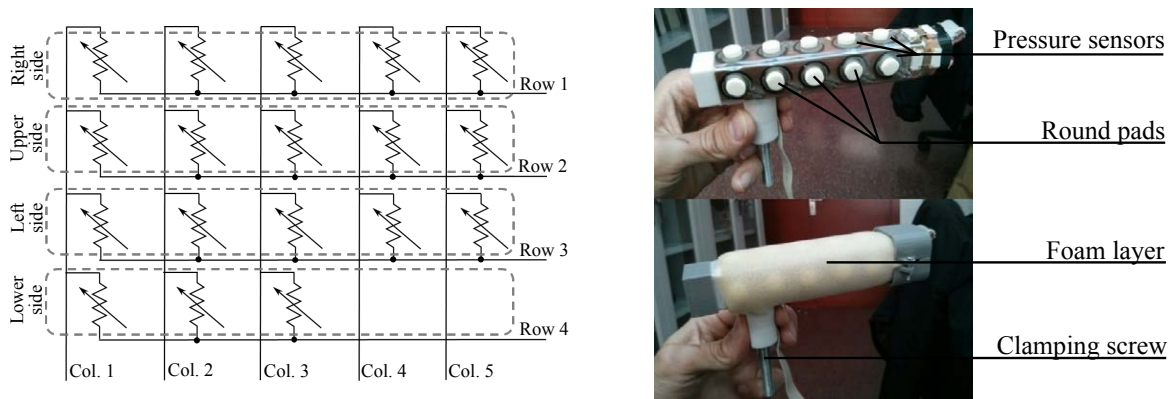 Right
side
Row 1
Upper
side
Row 2
Left
side
Row 3
Lower
side
Row 4
Col. 1
Col. 2
Col. 3
Col. 4
Col. 5
Pressure sensors
Round pads
Foam layer
Clamping screw